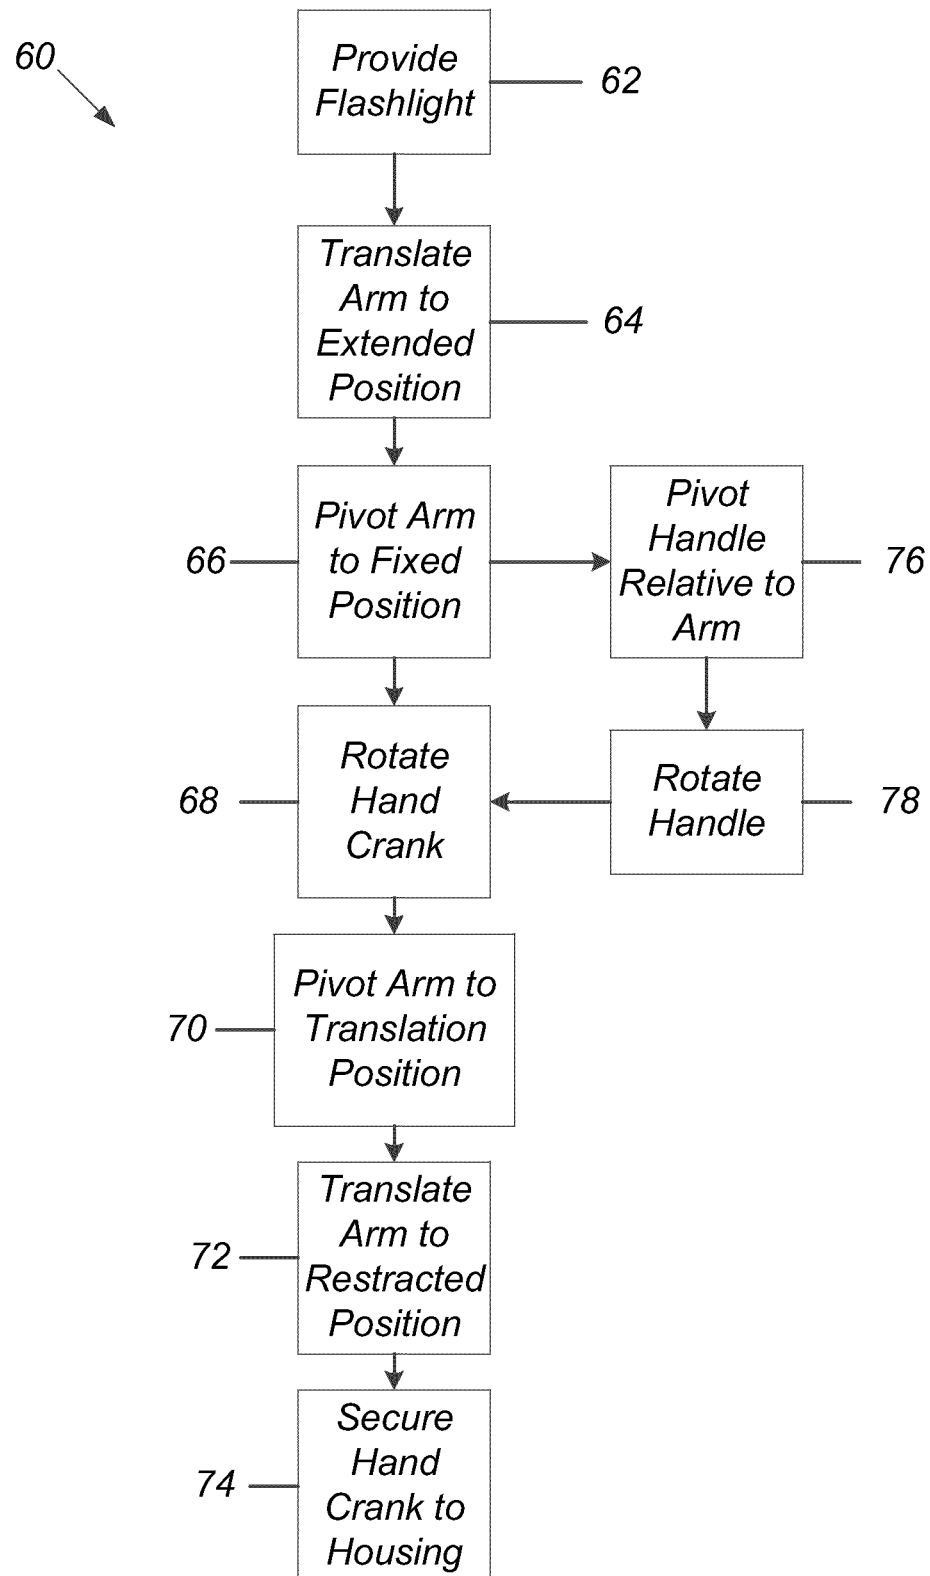 60
Provide
Flashlight
62
Translate
Arm to
Extended
Position
64
66
Pivot Arm
to Fixed
Position
Pivot
Handle
Relative to
Arm
76
68
Rotate
Hand
Crank
Rotate
Handle
78
70
Pivot Arm to
Translation
Position
72
Translate
Arm to
Restracted
Position
74
Secure
Hand
Crank to
Housing